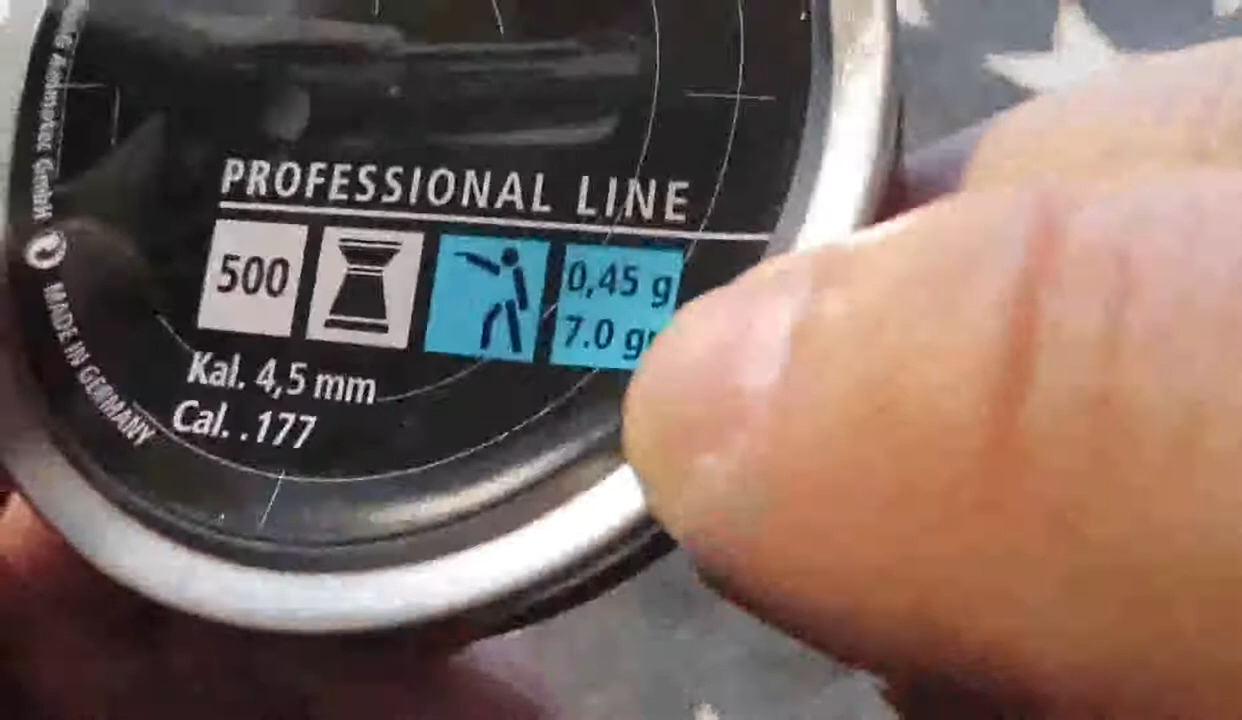 PROFESSIONAL LINE
500
0,45 g
7.0 gr
Kal. 4,5 mm
Cal. .177
GmbH
MADE IN GERMANY